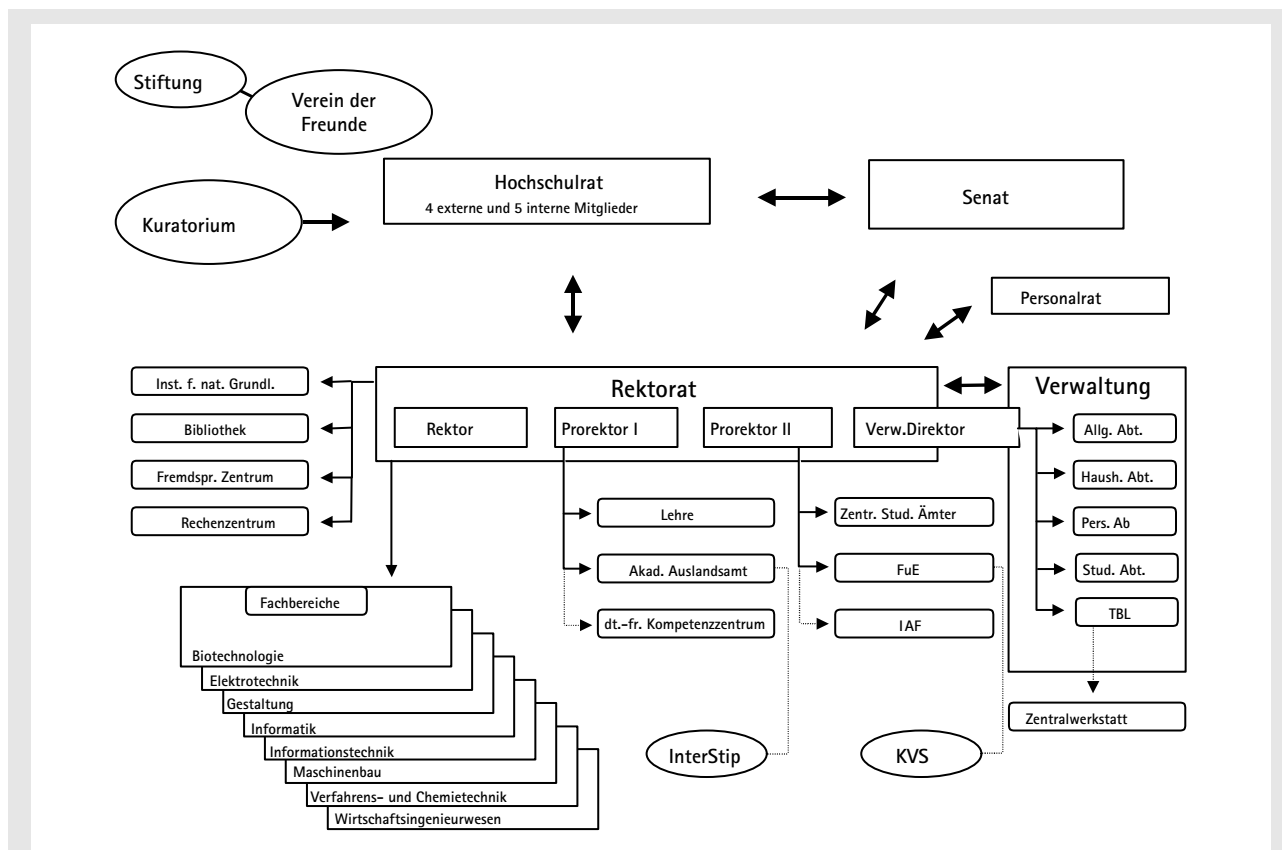 Stiftung
Verein der
Freunde
Kuratorium
Hochschulrat
4 externe und 5 interne Mitglieder
Senat
Personalrat
Inst. f. nat. Grundl.
Bibliothek
Fremdspr. Zentrum
Rechenzentrum
Rektorat
Rektor
Prorektor I
Prorektor II
Verw.Direktor
Verwaltung
Allg. Abt.
Haush. Abt.
Pers. Ab
Stud. Abt.
TBL
Zentralwerkstatt
Lehre
Akad. Auslandsamt
dt.-fr. Kompetenzzentrum
Zentr. Stud. Ämter
FuE
IAF
Fachbereiche
Biotechnologie
Elektrotechnik
Gestaltung
Informatik
Informationstechnik
Maschinenbau
Verfahrens- und Chemietechnik
Wirtschaftsingenieurwesen
InterStip
KVS